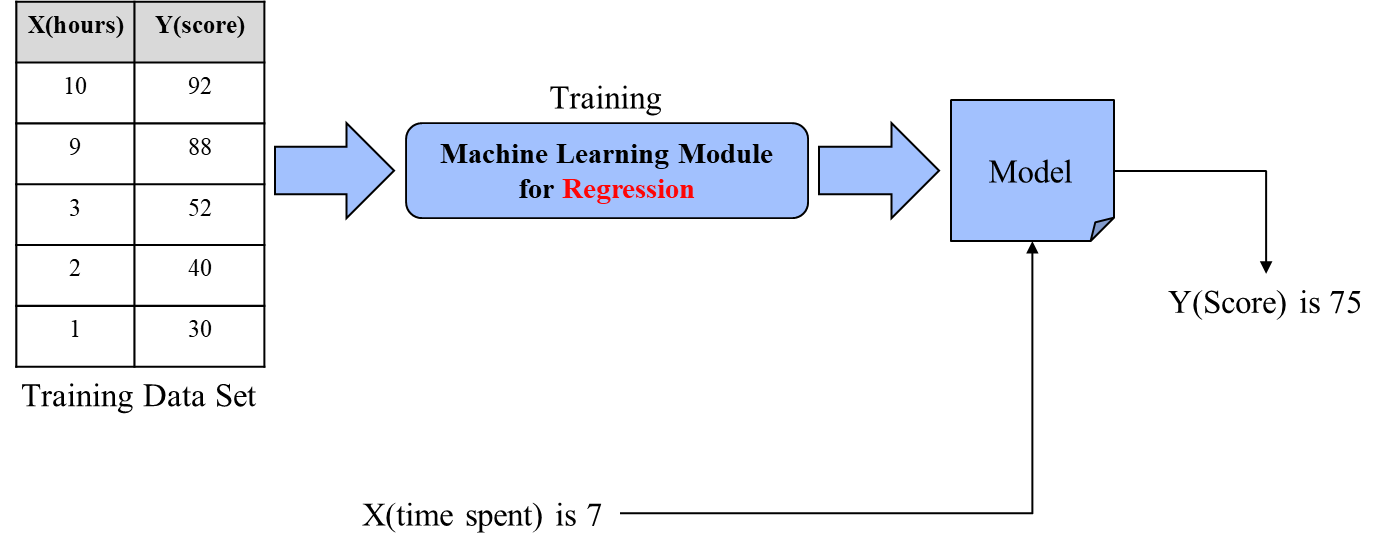 X(hours) Y(score)
10 92
9 88
3 52
2 40
1 30
Training Data Set
Training
Machine Learning Module
for Regression
Model
Y(Score) is 75
X(time spent) is 7